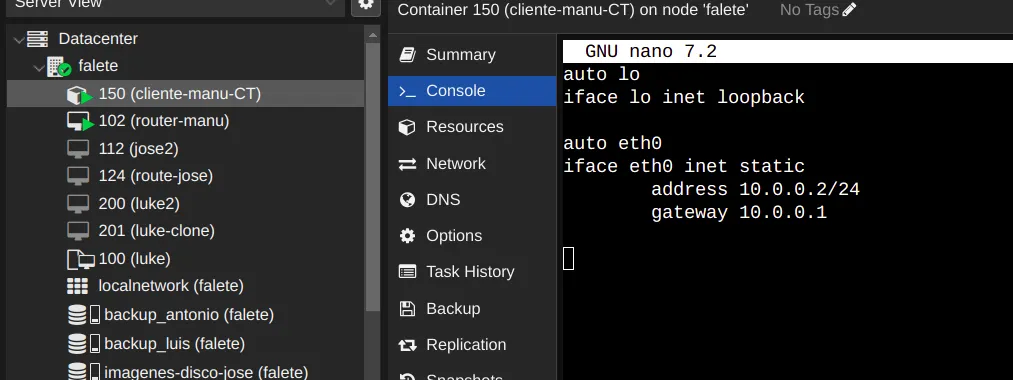 Server View
Datacenter
falete
150 (cliente-manu-CT)
102 (router-manu)
112 (jose2)
124 (route-jose)
200 (luke2)
201 (luke-clone)
100 (luke)
localnetwork (falete)
backup_antonio (falete)
backup_luis (falete)
imagenes-disco-jose (falete)
Container 150 (cliente-manu-CT) on node 'falete'
No Tags
Summary
>_ Console
Resources
Network
DNS
Options
Task History
Backup
Replication
Snapshots
GNU nano 7.2
auto lo
iface lo inet loopback
auto eth0
iface eth0 inet static
address 10.0.0.2/24
gateway 10.0.0.1